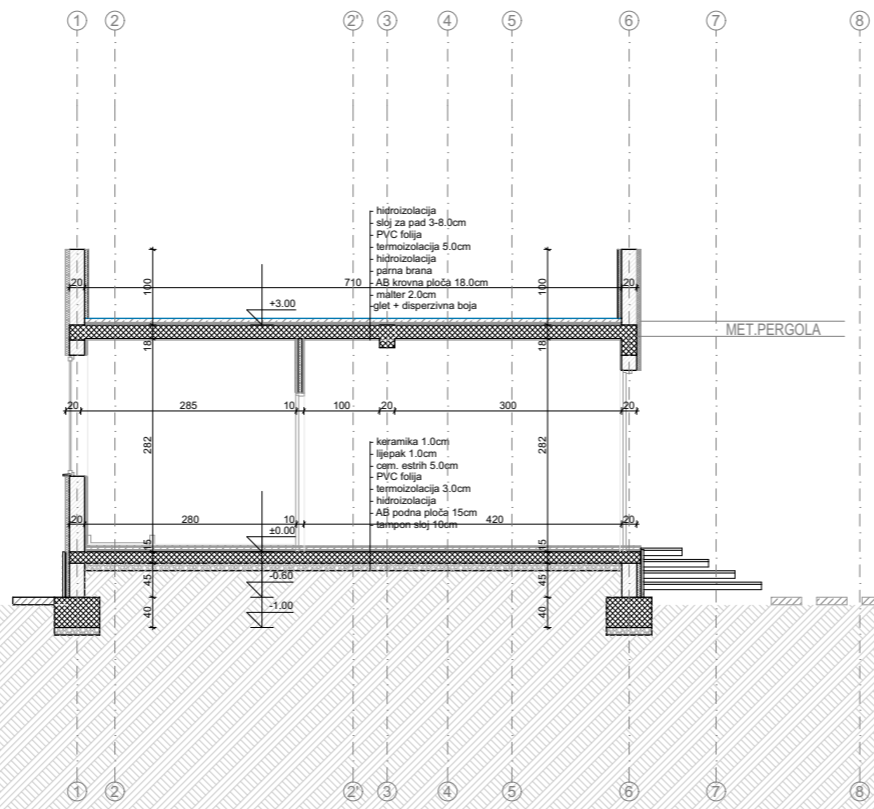 1 2 2' 3 4 5 6 7 8
hidroizolacija
sloj za pad 3-8.0cm
PVC folija
termoizolacija 5.0cm
hidroizolacija
parna brana
AB krovna ploča 18.0cm
malter 2.0cm
glet + disperzivna boja
20 710 20
100 100
+3.00
MET.PERGOLA
18 18
20 285 10 100 20 300 20
282 282
keramika 1.0cm
lijepak 1.0cm
cem. estrih 5.0cm
PVC folija
termoizolacija 3.0cm
hidroizolacija
AB podna ploča 15cm
tampon sloj 10cm
20 280 10 420 20
±0.00
15 15
-0.60
45 45
-1.00
40 40
1 2 2' 3 4 5 6 7 8